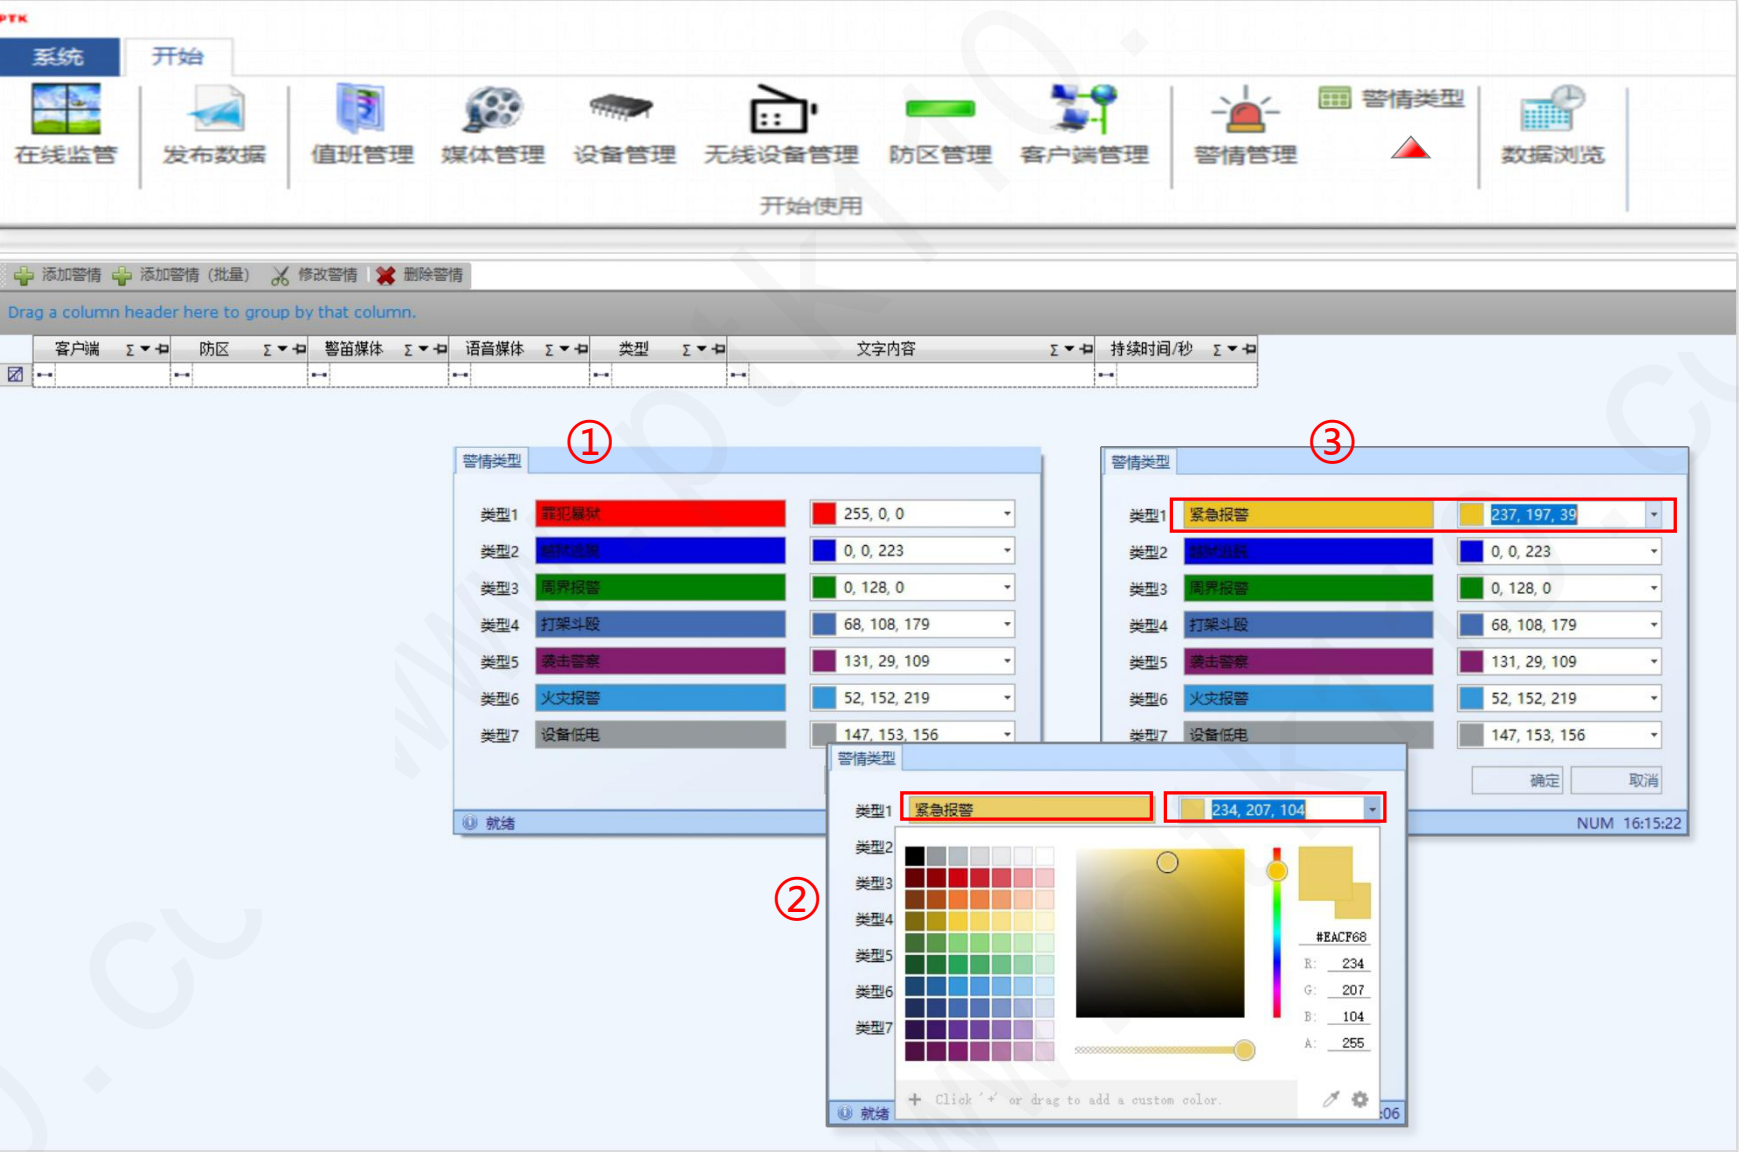 PTK
系统 开始
警情类型
在线监管 发布数据 值班管理 媒体管理 设备管理 无线设备管理 防区管理 客户端管理 警情管理 数据浏览
开始使用
添加警情 添加警情（批量） 修改警情 删除警情
Drag a column header here to group by that column.
客户端 防区 警笛媒体 语音媒体 类型 文字内容 持续时间/秒
①
警情类型
类型1 罪犯暴狱 255, 0, 0
类型2 越狱逃脱 0, 0, 223
类型3 周界报警 0, 128, 0
类型4 打架斗殴 68, 108, 179
类型5 袭击警察 131, 29, 109
类型6 火灾报警 52, 152, 219
类型7 设备低电 147, 153, 156
就绪
③
警情类型
类型1 紧急报警 237, 197, 39
类型2 越狱逃脱 0, 0, 223
类型3 周界报警 0, 128, 0
类型4 打架斗殴 68, 108, 179
类型5 袭击警察 131, 29, 109
类型6 火灾报警 52, 152, 219
类型7 设备低电 147, 153, 156
确定 取消
NUM 16:15:22
②
警情类型
类型1 紧急报警 234, 207, 104
类型2
类型3
类型4
类型5
类型6
类型7
#EACF68
R: 234
G: 207
B: 104
A: 255
Click '+' or drag to add a custom color.
就绪 :06